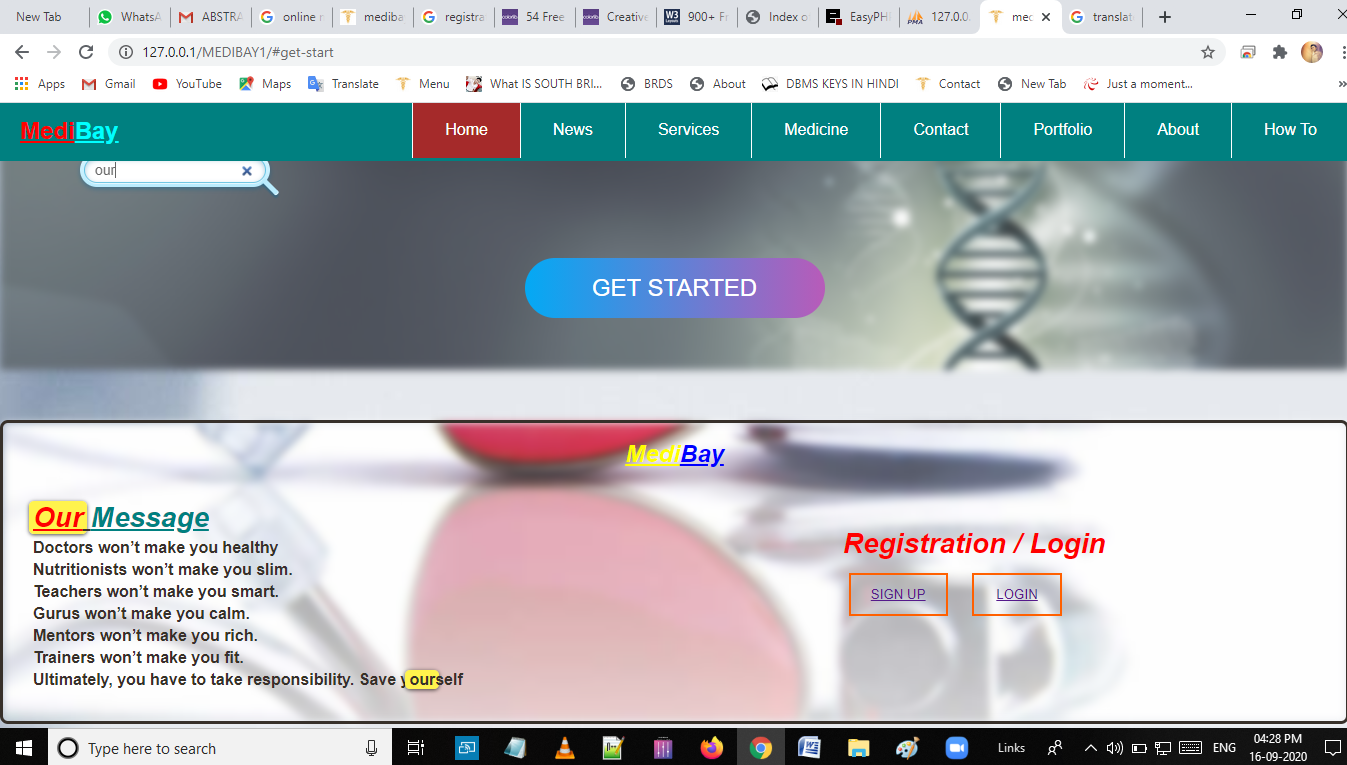 New Tab
WhatsA
ABSTRA
online r
mediba
registra
54 Free
Creative
900+ Fr
Index o
EasyPHP
127.0.0.
med
translat
127.0.0.1/MEDIBAY1/#get-start
Apps
Gmail
YouTube
Maps
Translate
Menu
What IS SOUTH BRI...
BRDS
About
DBMS KEYS IN HINDI
Contact
New Tab
Just a moment...
MediBay
Home
News
Services
Medicine
Contact
Portfolio
About
How To
our
GET STARTED
MediBay
Our Message
Doctors won’t make you healthy
Nutritionists won’t make you slim.
Teachers won’t make you smart.
Gurus won’t make you calm.
Mentors won’t make you rich.
Trainers won’t make you fit.
Ultimately, you have to take responsibility. Save yourself
Registration / Login
SIGN UP
LOGIN
Type here to search
Links
ENG
04:28 PM
16-09-2020